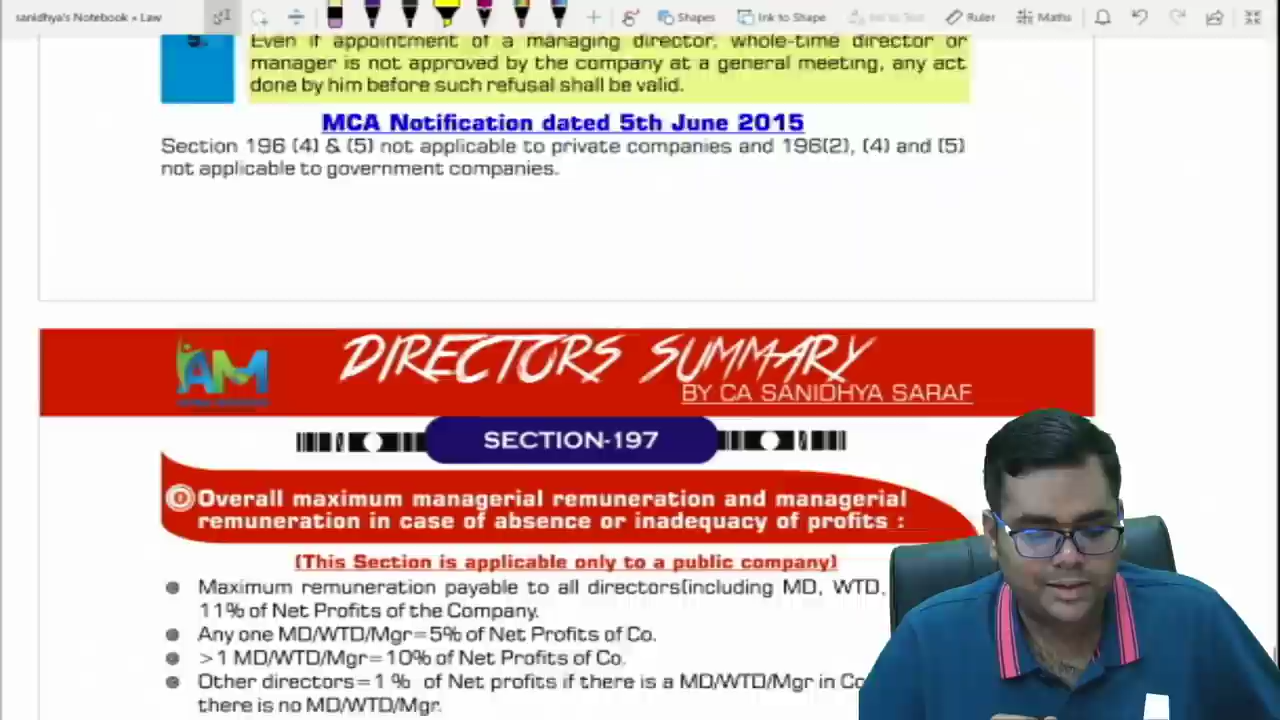 sanidhya's Notebook • Law
Shapes
Ink to Shape
Ink to Text
Ruler
Maths
Even if appointment of a managing director, whole-time director or
manager is not approved by the company at a general meeting, any act
done by him before such refusal shall be valid.
MCA Notification dated 5th June 2015
Section 196 (4) & (5) not applicable to private companies and 196(2), (4) and (5)
not applicable to government companies.
AM
DIRECTORS SUMMARY
BY CA SANIDHYA SARAF
SECTION-197
Overall maximum managerial remuneration and managerial
remuneration in case of absence or inadequacy of profits :
(This Section is applicable only to a public company)
Maximum remuneration payable to all directors(including MD, WTD,
11% of Net Profits of the Company.
Any one MD/WTD/Mgr=5% of Net Profits of Co.
>1 MD/WTD/Mgr=10% of Net Profits of Co.
Other directors=1 % of Net profits if there is a MD/WTD/Mgr in Co
there is no MD/WTD/Mgr.